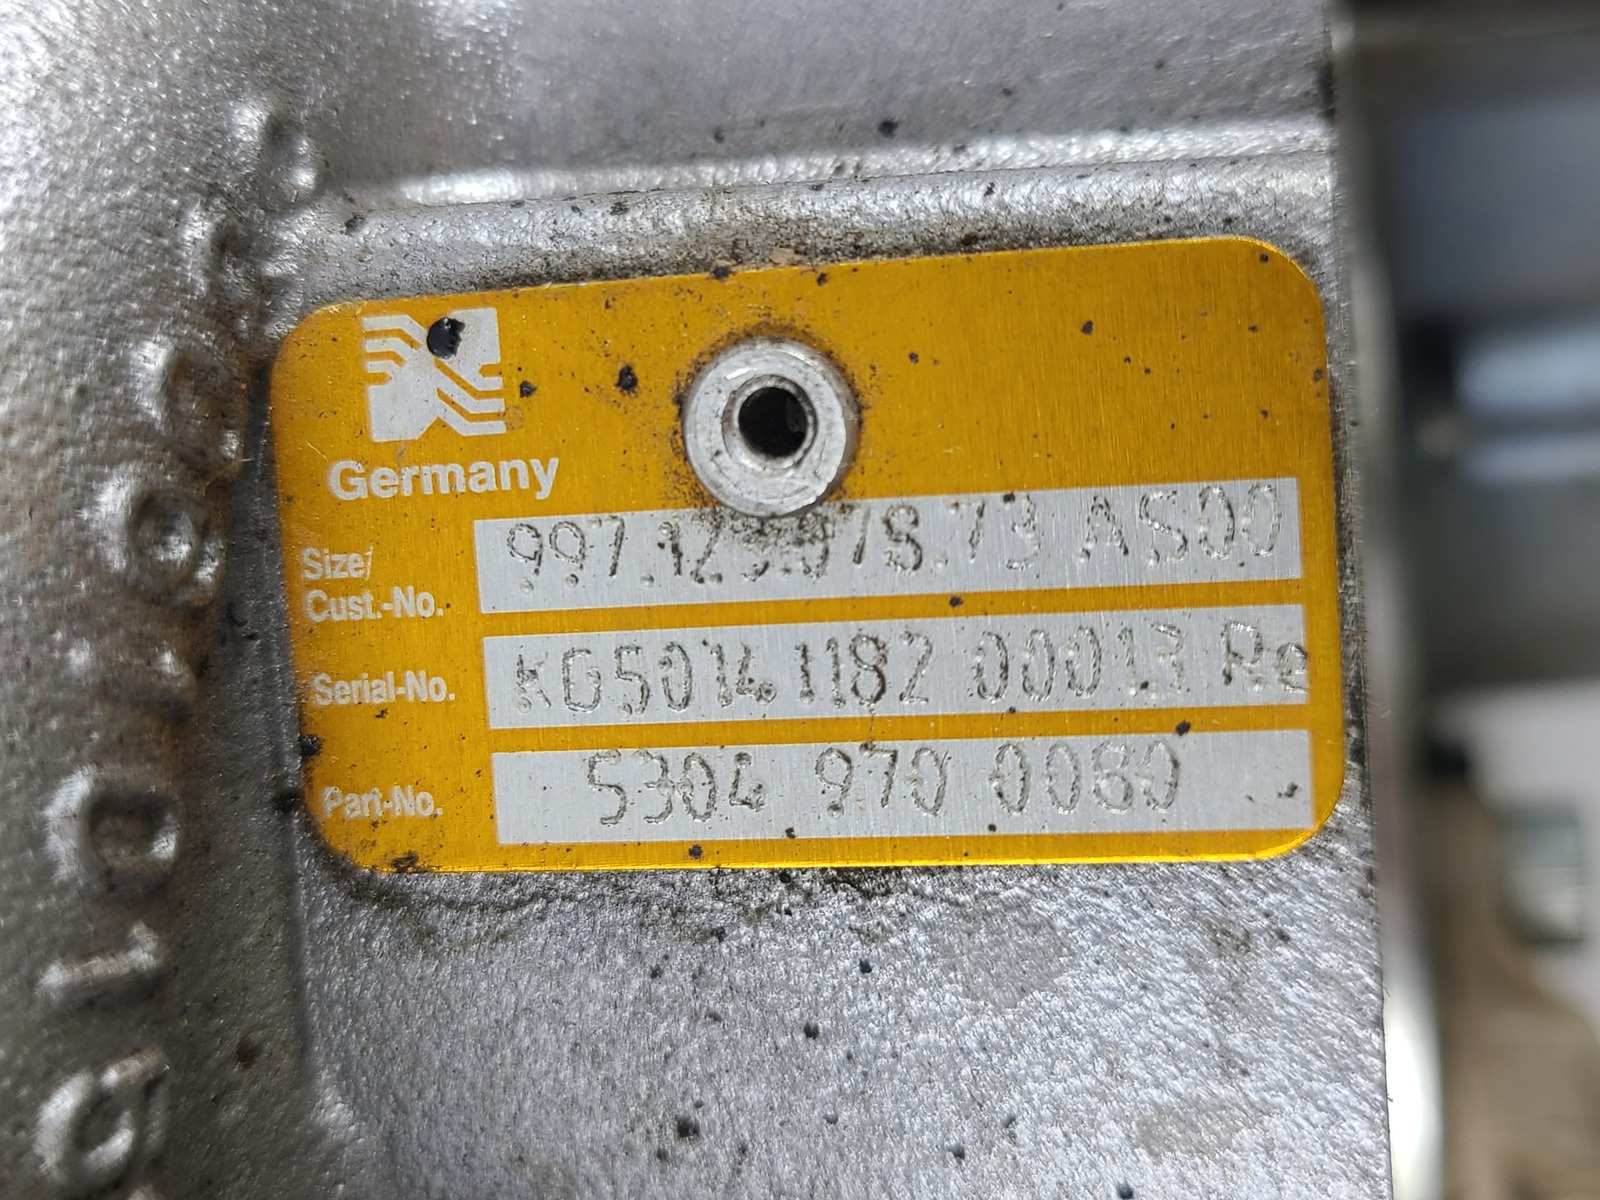 Germany
Size/ 997.123.978.73 AS00
Cust.-No.
Serial-No. KG5014 1182 00013 Re
Part-No. 5304 970 0060